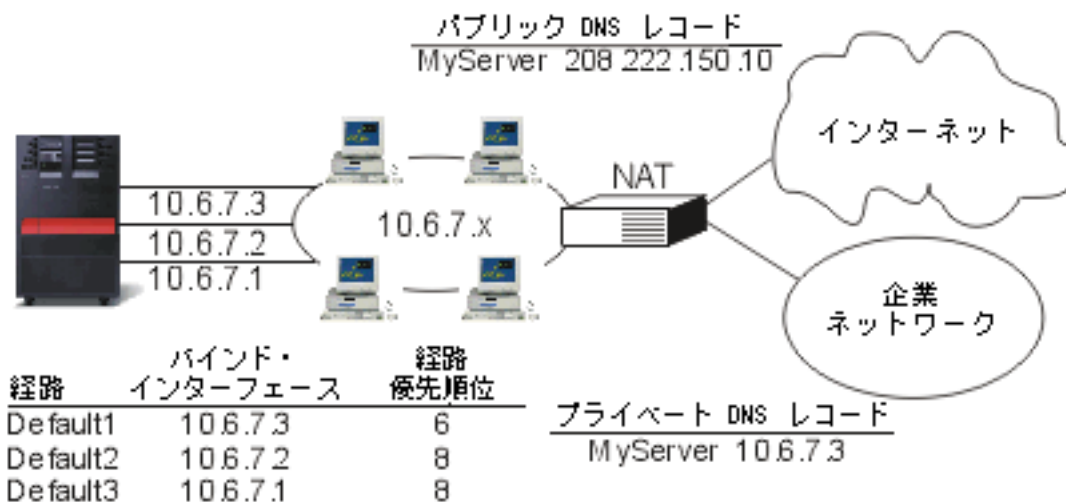 パブリック DNS レコード
MyServer 208.222.150.10
インターネット
NAT
10.6.7.3
10.6.7.x
10.6.7.2
10.6.7.1
企業
ネットワーク
経路 バインド・インターフェース 経路優先順位
Default1 10.6.7.3 6
Default2 10.6.7.2 8
Default3 10.6.7.1 8
プライベート DNS レコード
MyServer 10.6.7.3